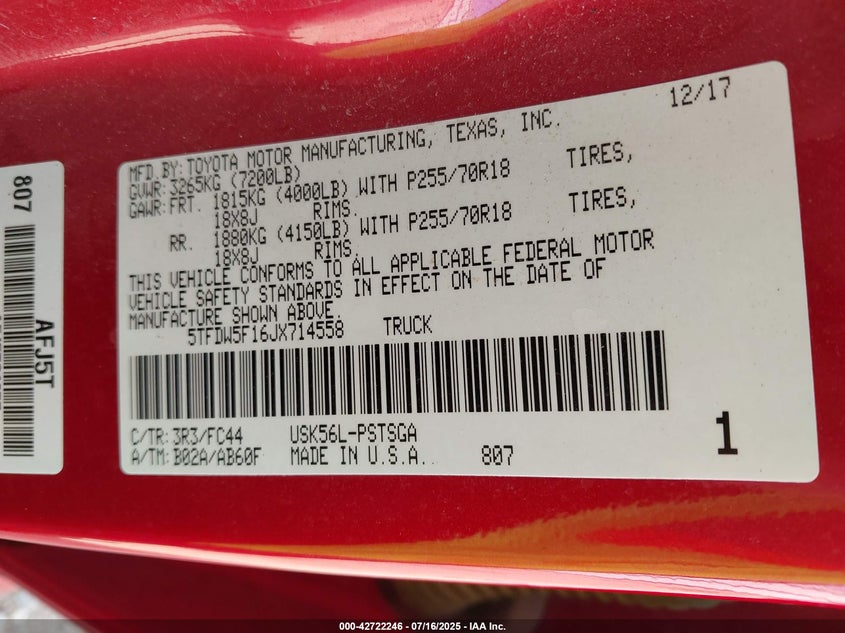 12/17
MFD. BY: TOYOTA MOTOR MANUFACTURING, TEXAS, INC.
GVWR: 3265KG (7200LB)
GAWR: FRT. 1815KG (4000LB) WITH P255/70R18 TIRES,
18X8J RIMS.
RR. 1880KG (4150LB) WITH P255/70R18 TIRES,
18X8J RIMS.
THIS VEHICLE CONFORMS TO ALL APPLICABLE FEDERAL MOTOR
VEHICLE SAFETY STANDARDS IN EFFECT ON THE DATE OF
MANUFACTURE SHOWN ABOVE.
5TFDW5F16JX714558 TRUCK
C/TR: 3R3/FC44 USK56L-PSTSGA
A/TM: B02A/AB60F MADE IN U.S.A. 807
1
807
AFJ5T
000-42722246 - 07/16/2025 - IAA Inc.